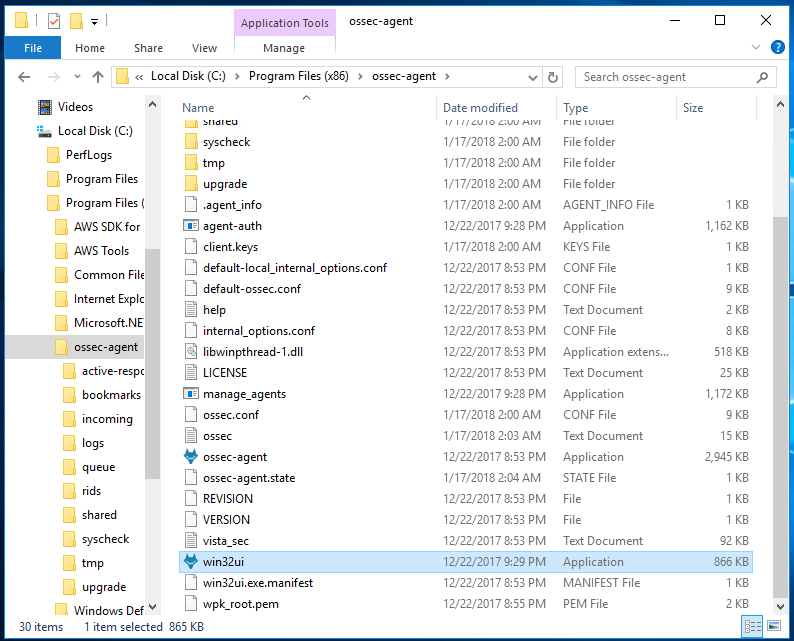 Application Tools ossec-agent
File Home Share View Manage
« Local Disk (C:) > Program Files (x86) > ossec-agent > Search ossec-agent
Name Date modified Type Size
Videos
Local Disk (C:)
PerfLogs
Program Files
Program Files (
AWS SDK for
AWS Tools
Common File
Internet Explo
Microsoft.NE
ossec-agent
active-respo
bookmarks
incoming
logs
queue
rids
shared
syscheck
tmp
upgrade
Windows Def
shared 1/17/2018 2:00 AM File folder
syscheck 1/17/2018 2:00 AM File folder
tmp 1/17/2018 2:00 AM File folder
upgrade 1/17/2018 2:00 AM File folder
.agent_info 1/17/2018 2:00 AM AGENT_INFO File 1 KB
agent-auth 12/22/2017 9:28 PM Application 1,162 KB
client.keys 1/17/2018 2:00 AM KEYS File 1 KB
default-local_internal_options.conf 12/22/2017 8:53 PM CONF File 1 KB
default-ossec.conf 12/22/2017 8:53 PM CONF File 9 KB
help 12/22/2017 8:53 PM Text Document 2 KB
internal_options.conf 12/22/2017 8:53 PM CONF File 8 KB
libwinpthread-1.dll 12/22/2017 8:53 PM Application extens... 518 KB
LICENSE 12/22/2017 8:53 PM Text Document 25 KB
manage_agents 12/22/2017 9:28 PM Application 1,172 KB
ossec.conf 1/17/2018 2:00 AM CONF File 9 KB
ossec 1/17/2018 2:03 AM Text Document 15 KB
ossec-agent 12/22/2017 8:53 PM Application 2,945 KB
ossec-agent.state 1/17/2018 2:04 AM STATE File 1 KB
REVISION 12/22/2017 8:53 PM File 1 KB
VERSION 12/22/2017 8:53 PM File 1 KB
vista_sec 12/22/2017 8:53 PM Text Document 92 KB
win32ui 12/22/2017 9:29 PM Application 866 KB
win32ui.exe.manifest 12/22/2017 8:53 PM MANIFEST File 1 KB
wpk_root.pem 12/22/2017 8:55 PM PEM File 2 KB
30 items 1 item selected 865 KB